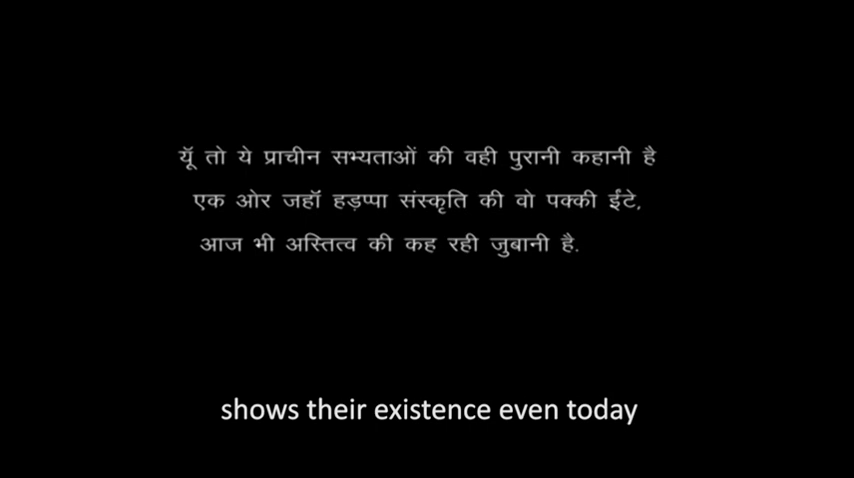 यूॅ तो ये प्राचीन सभ्यताओं की वही पुरानी कहानी है
एक ओर जहाॅ हड़प्पा संस्कृति की वो पक्की ईंटे,
आज भी अस्तित्व की कह रही जुबानी है.
shows their existence even today